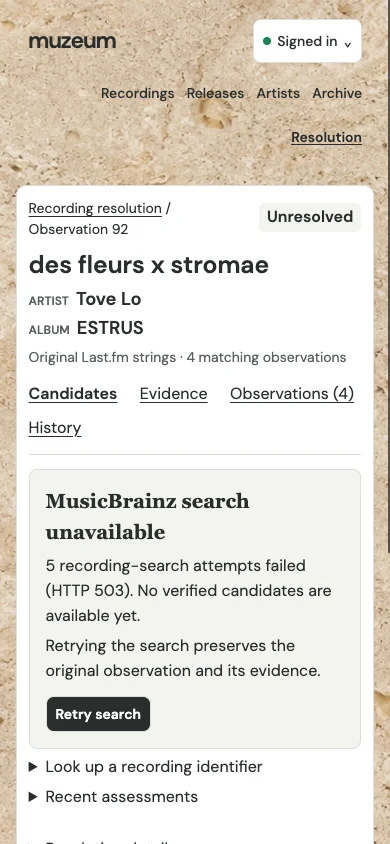 muzeum
Signed in
Recordings Releases Artists Archive
Resolution
Recording resolution /
Observation 92
Unresolved
des fleurs x stromae
ARTIST Tove Lo
ALBUM ESTRUS
Original Last.fm strings · 4 matching observations
Candidates Evidence Observations (4)
History
MusicBrainz search
unavailable
5 recording-search attempts failed
(HTTP 503). No verified candidates are
available yet.
Retrying the search preserves the
original observation and its evidence.
Retry search
Look up a recording identifier
Recent assessments